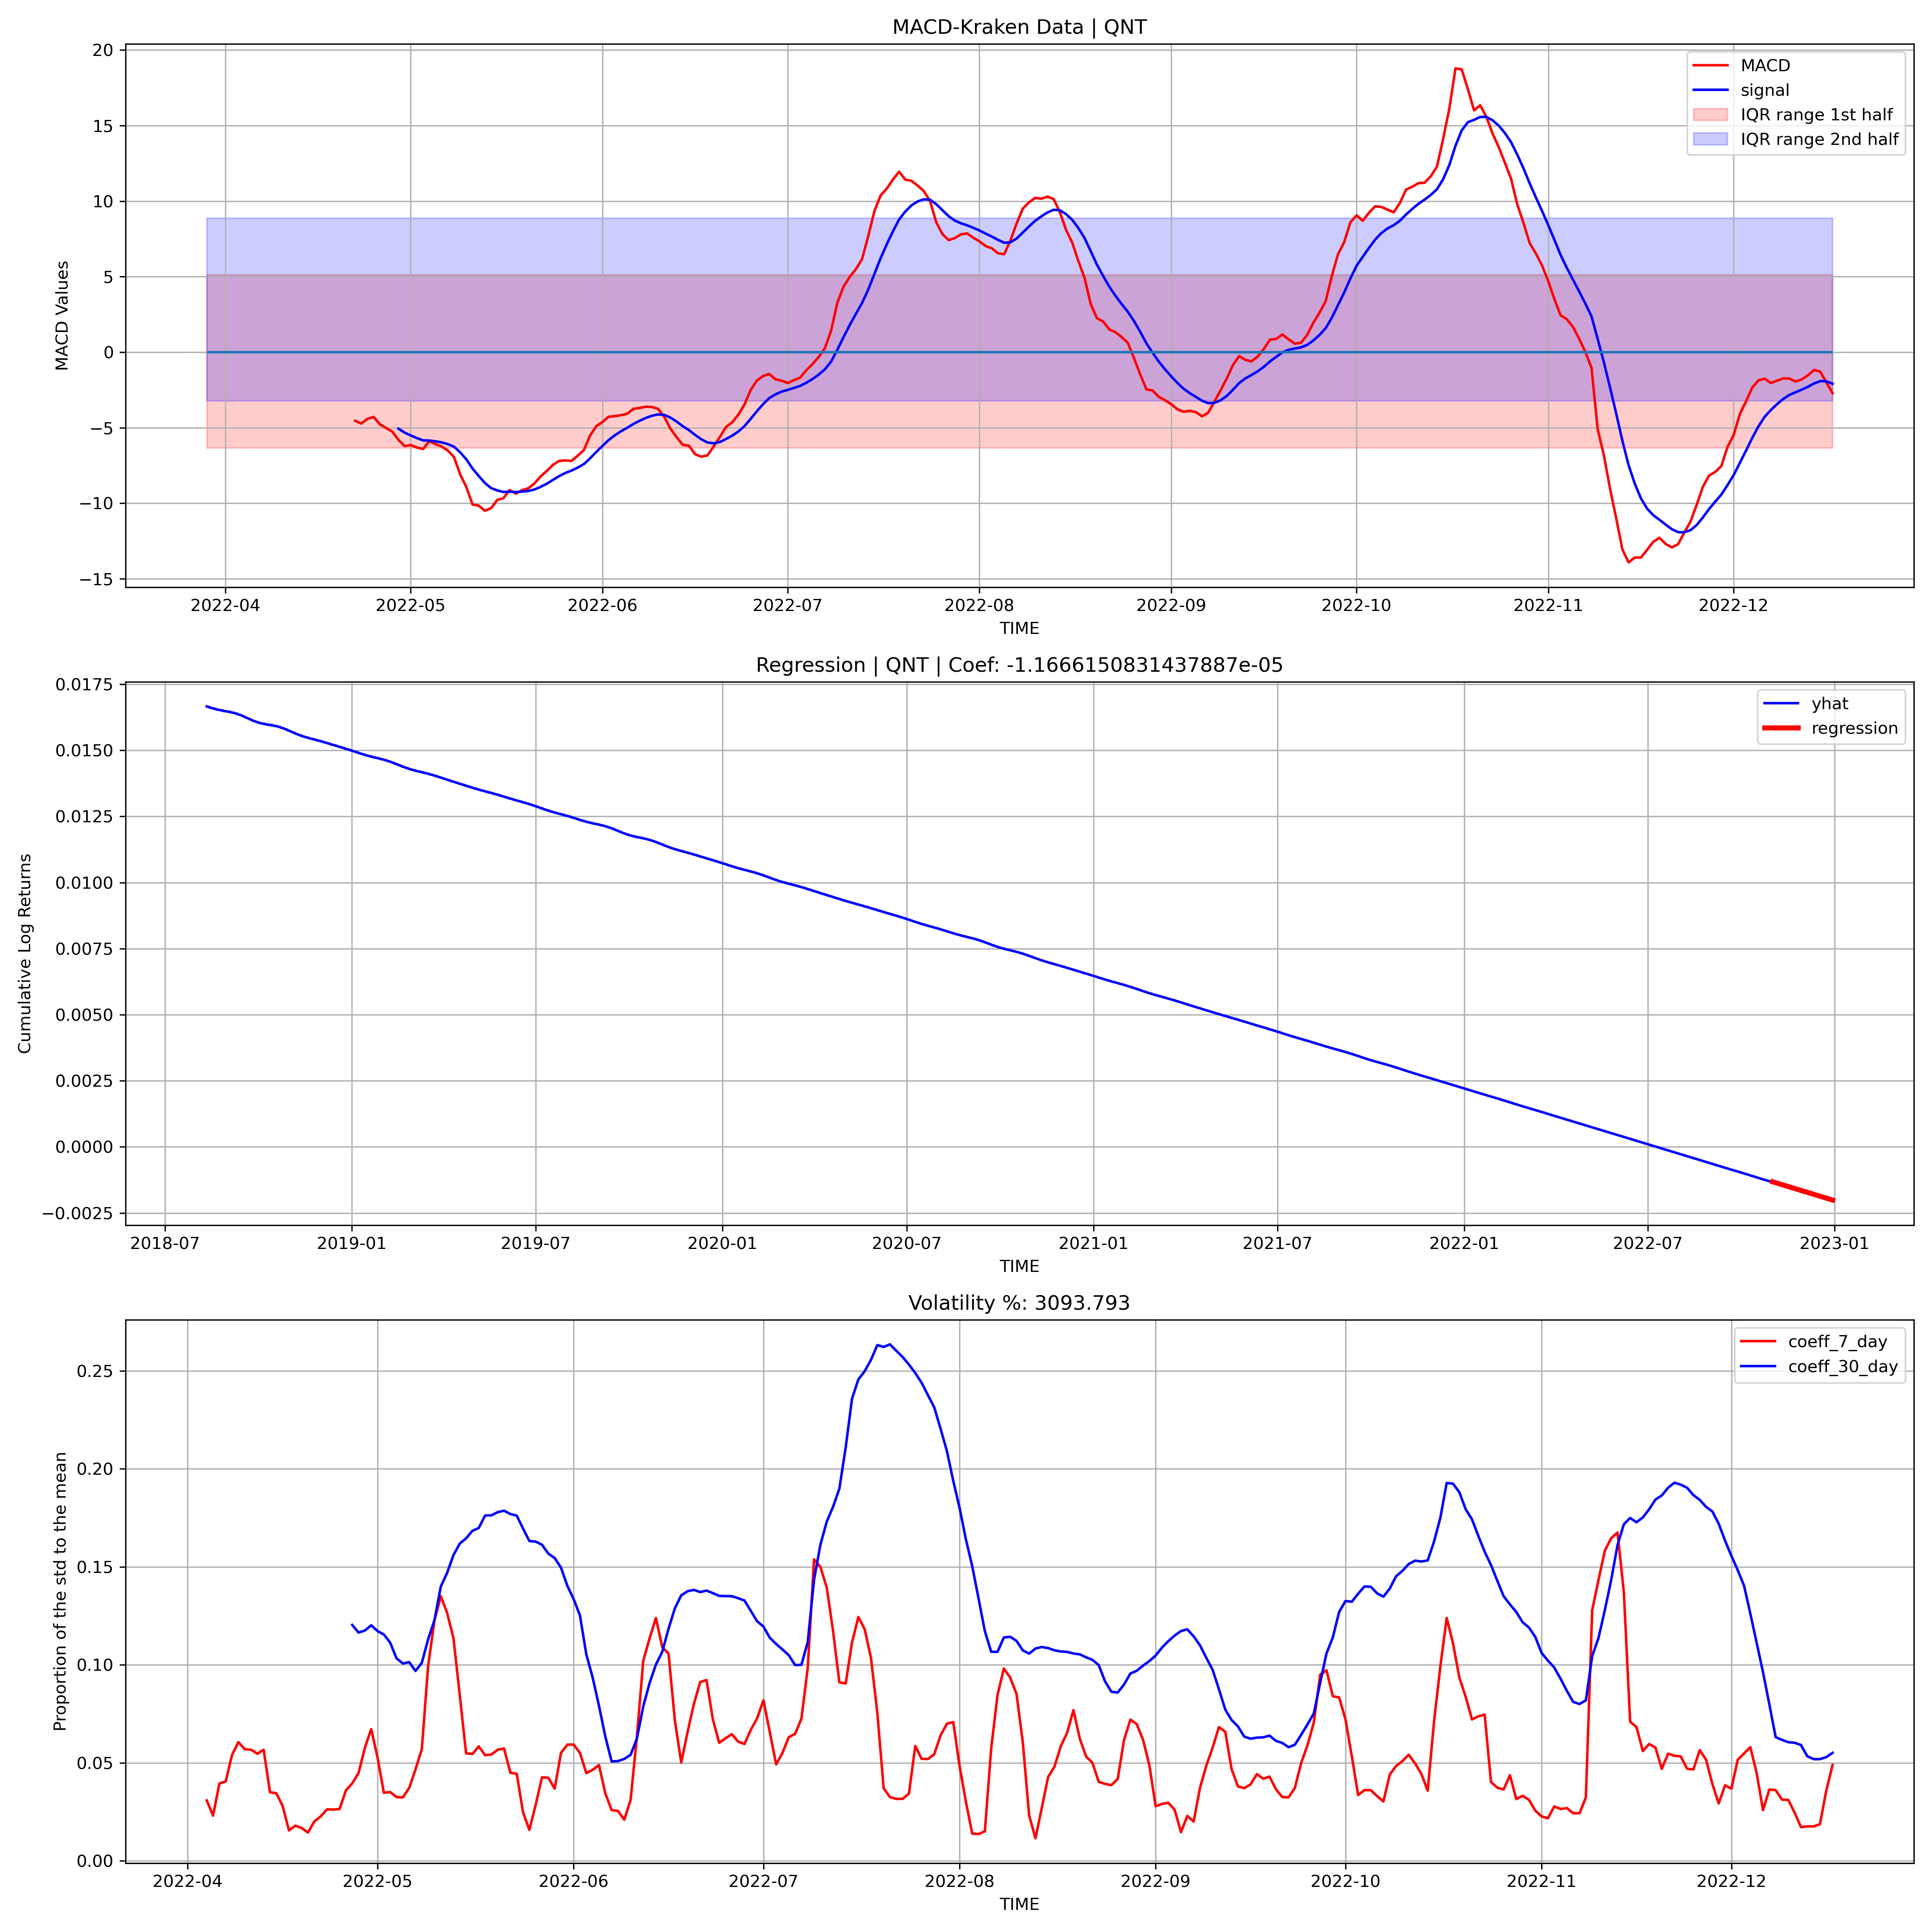 MACD-Kraken Data | QNT
MACD Values
20
15
10
5
0
−5
−10
−15
MACD
signal
IQR range 1st half
IQR range 2nd half
2022-04 2022-05 2022-06 2022-07 2022-08 2022-09 2022-10 2022-11 2022-12
TIME
Regression | QNT | Coef: -1.1666150831437887e-05
Cumulative Log Returns
0.0175
0.0150
0.0125
0.0100
0.0075
0.0050
0.0025
0.0000
−0.0025
yhat
regression
2018-07 2019-01 2019-07 2020-01 2020-07 2021-01 2021-07 2022-01 2022-07 2023-01
TIME
Volatility %: 3093.793
Proportion of the std to the mean
0.25
0.20
0.15
0.10
0.05
0.00
coeff_7_day
coeff_30_day
2022-04 2022-05 2022-06 2022-07 2022-08 2022-09 2022-10 2022-11 2022-12
TIME